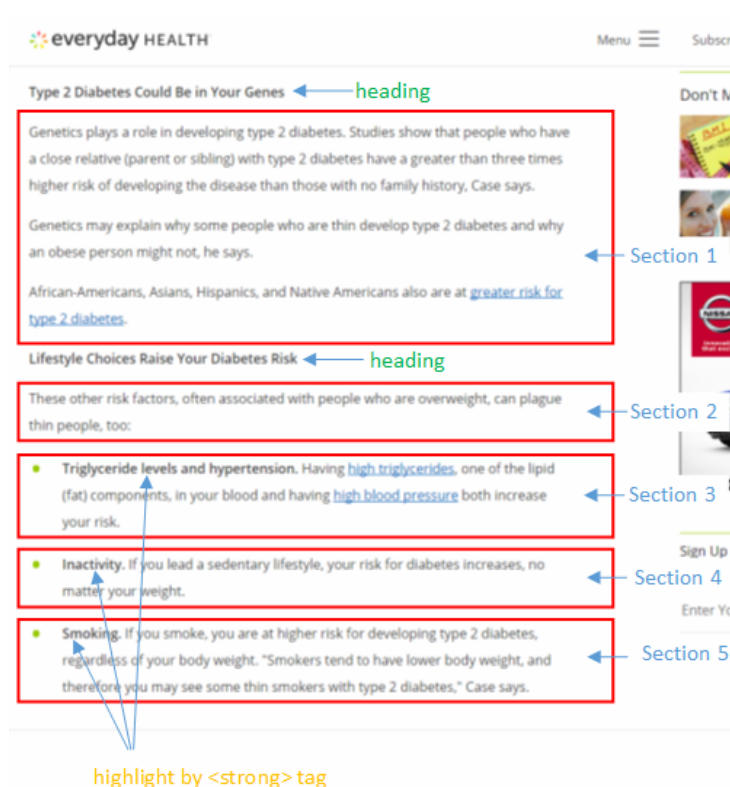 everyday HEALTH
Menu
Subscr
Type 2 Diabetes Could Be in Your Genes
heading
Don't M
Genetics plays a role in developing type 2 diabetes. Studies show that people who have
a close relative (parent or sibling) with type 2 diabetes have a greater than three times
higher risk of developing the disease than those with no family history, Case says.
Genetics may explain why some people who are thin develop type 2 diabetes and why
an obese person might not, he says.
Section 1
African-Americans, Asians, Hispanics, and Native Americans also are at greater risk for
type 2 diabetes.
NISSAN
Lifestyle Choices Raise Your Diabetes Risk
heading
These other risk factors, often associated with people who are overweight, can plague
thin people, too:
Section 2
Triglyceride levels and hypertension. Having high triglycerides, one of the lipid
(fat) components, in your blood and having high blood pressure both increase
your risk.
Section 3
Inactivity. If you lead a sedentary lifestyle, your risk for diabetes increases, no
matter your weight.
Section 4
Sign Up
Enter Yo
Smoking. If you smoke, you are at higher risk for developing type 2 diabetes,
regardless of your body weight. "Smokers tend to have lower body weight, and
therefore you may see some thin smokers with type 2 diabetes," Case says.
Section 5
highlight by <strong> tag